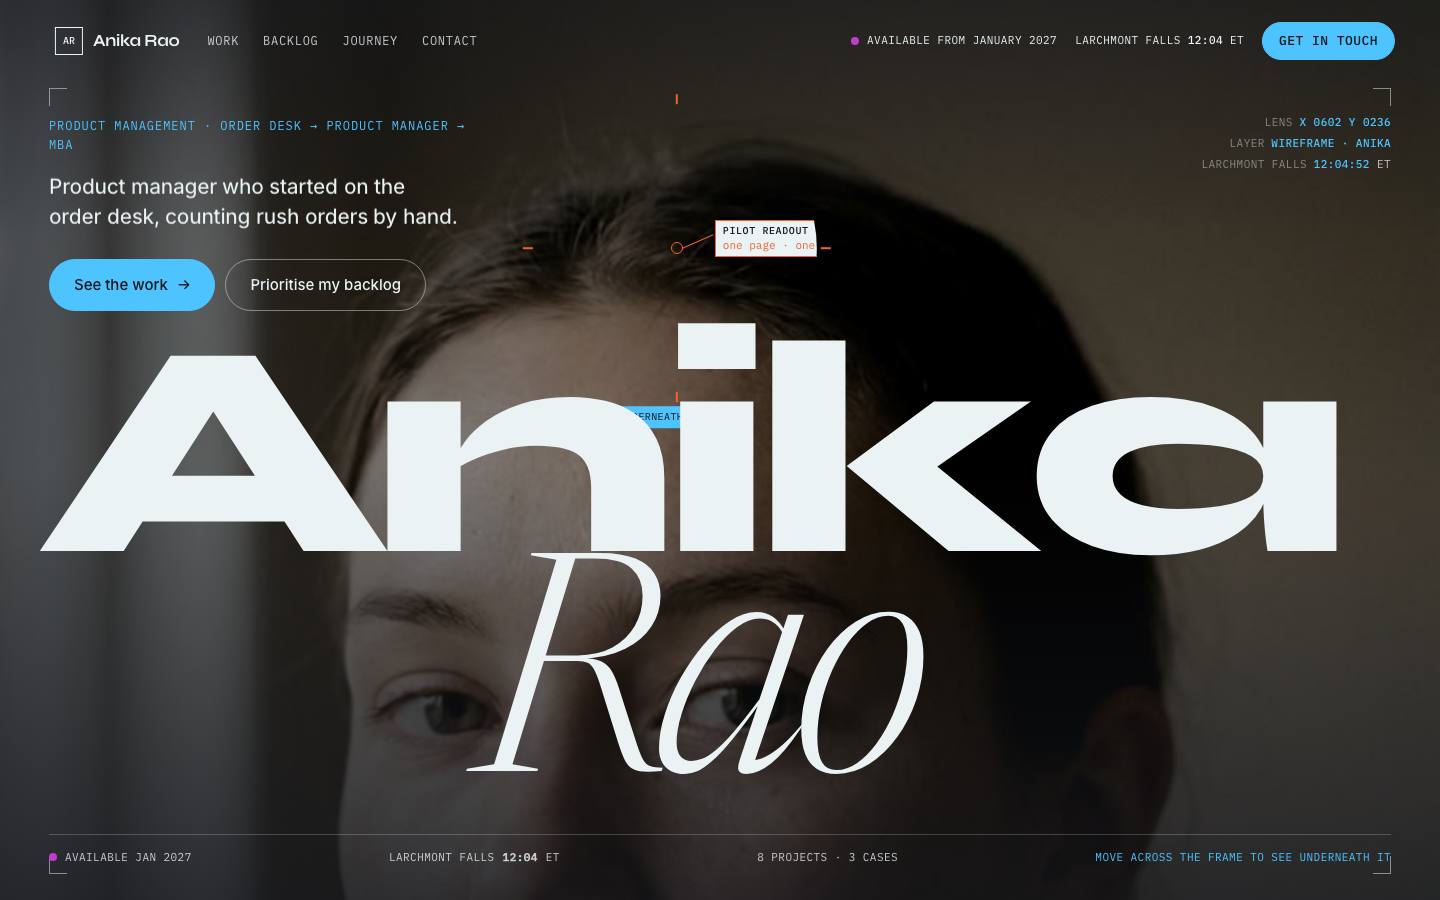 AR Anika Rao WORK BACKLOG JOURNEY CONTACT AVAILABLE FROM JANUARY 2027 LARCHMONT FALLS 12:04 ET GET IN TOUCH
PRODUCT MANAGEMENT · ORDER DESK → PRODUCT MANAGER →
MBA
LENS X 0602 Y 0236
LAYER WIREFRAME · ANIKA
LARCHMONT FALLS 12:04:52 ET
Product manager who started on the
order desk, counting rush orders by hand.
PILOT READOUT
one page · one
See the work → Prioritise my backlog
Anika
Rao
AVAILABLE JAN 2027 LARCHMONT FALLS 12:04 ET 8 PROJECTS · 3 CASES MOVE ACROSS THE FRAME TO SEE UNDERNEATH IT